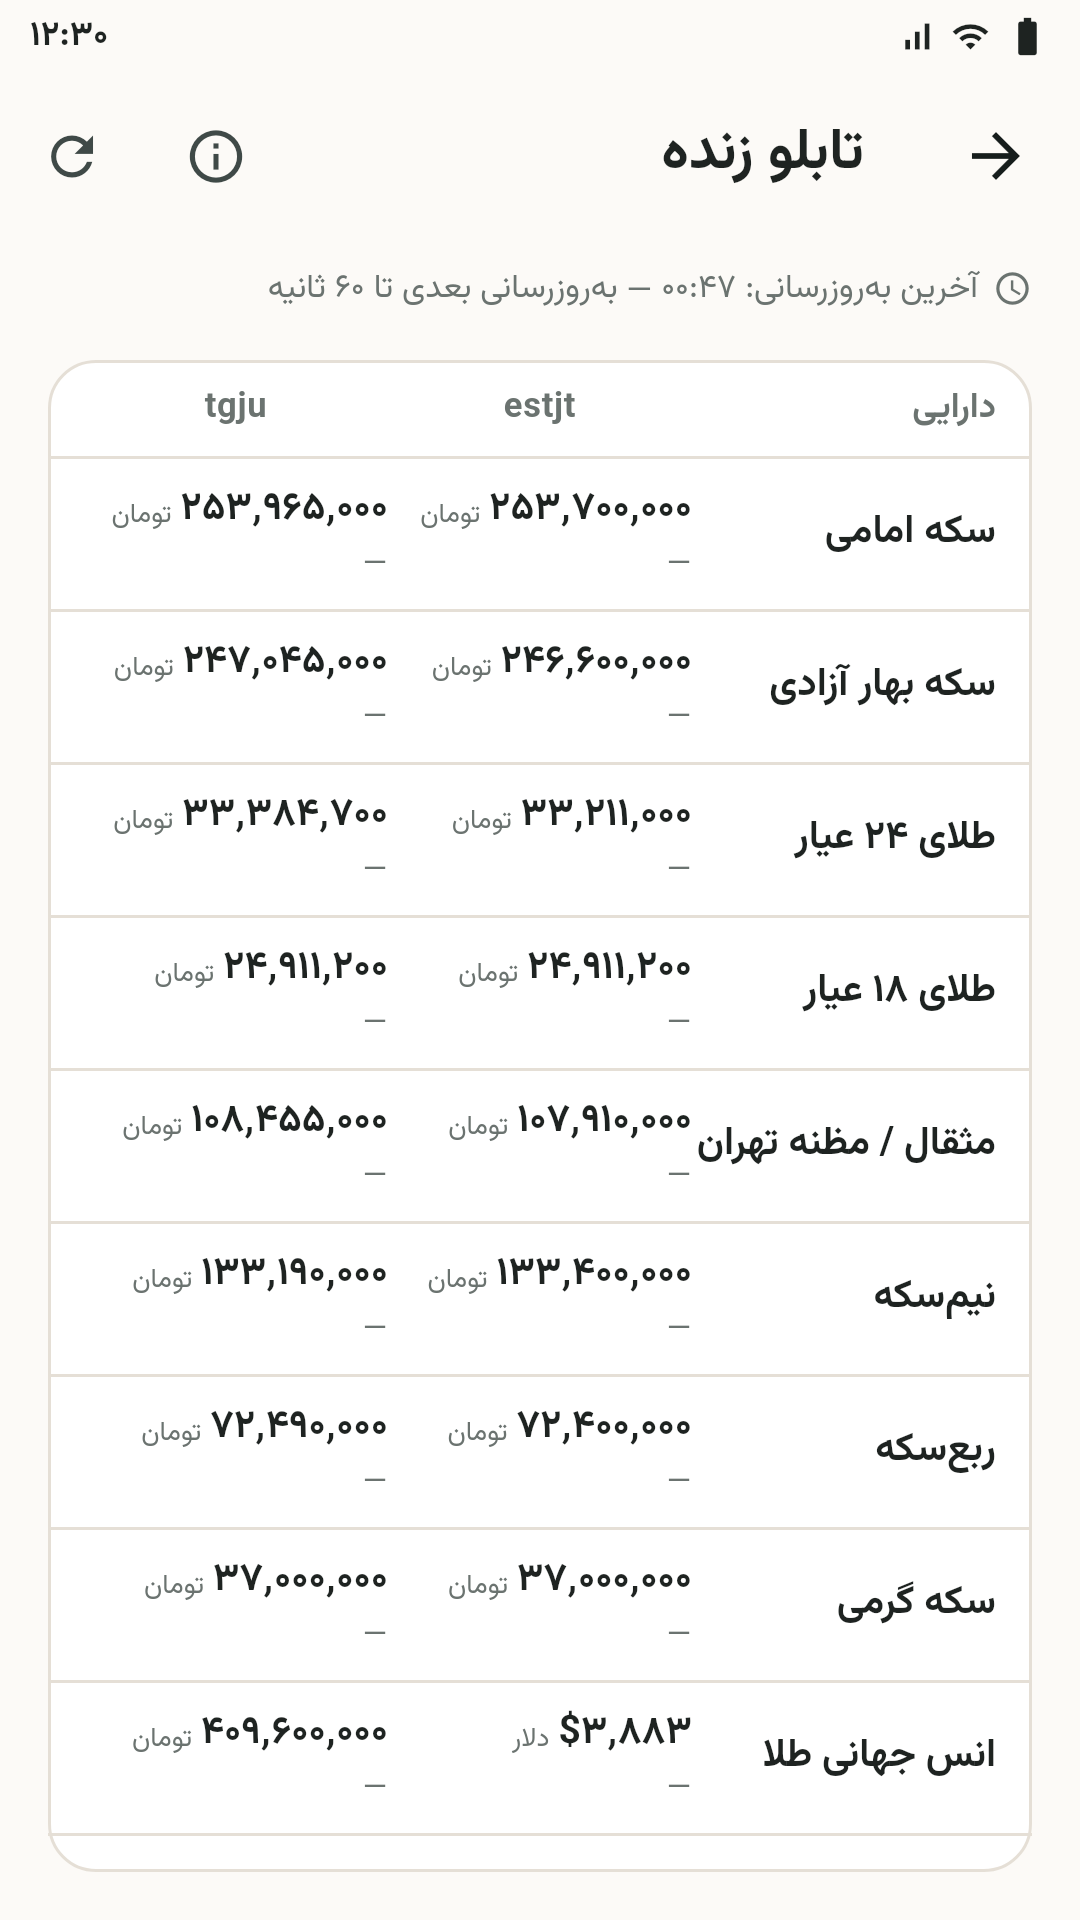 ۱۲:۳۰
تابلو زنده
آخرین به‌روزرسانی: ۰۰:۴۷ — به‌روزرسانی بعدی تا ۶۰ ثانیه
دارایی estjt tgju
سکه امامی ۲۵۳,۷۰۰,۰۰۰ تومان ۲۵۳,۹۶۵,۰۰۰ تومان
— —
سکه بهار آزادی ۲۴۶,۶۰۰,۰۰۰ تومان ۲۴۷,۰۴۵,۰۰۰ تومان
— —
طلای ۲۴ عیار ۳۳,۲۱۱,۰۰۰ تومان ۳۳,۳۸۴,۷۰۰ تومان
— —
طلای ۱۸ عیار ۲۴,۹۱۱,۲۰۰ تومان ۲۴,۹۱۱,۲۰۰ تومان
— —
مثقال / مظنه تهران ۱۰۷,۹۱۰,۰۰۰ تومان ۱۰۸,۴۵۵,۰۰۰ تومان
— —
نیم‌سکه ۱۳۳,۴۰۰,۰۰۰ تومان ۱۳۳,۱۹۰,۰۰۰ تومان
— —
ربع‌سکه ۷۲,۴۰۰,۰۰۰ تومان ۷۲,۴۹۰,۰۰۰ تومان
— —
سکه گرمی ۳۷,۰۰۰,۰۰۰ تومان ۳۷,۰۰۰,۰۰۰ تومان
— —
انس جهانی طلا $۳,۸۸۳ دلار ۴۰۹,۶۰۰,۰۰۰ تومان
— —